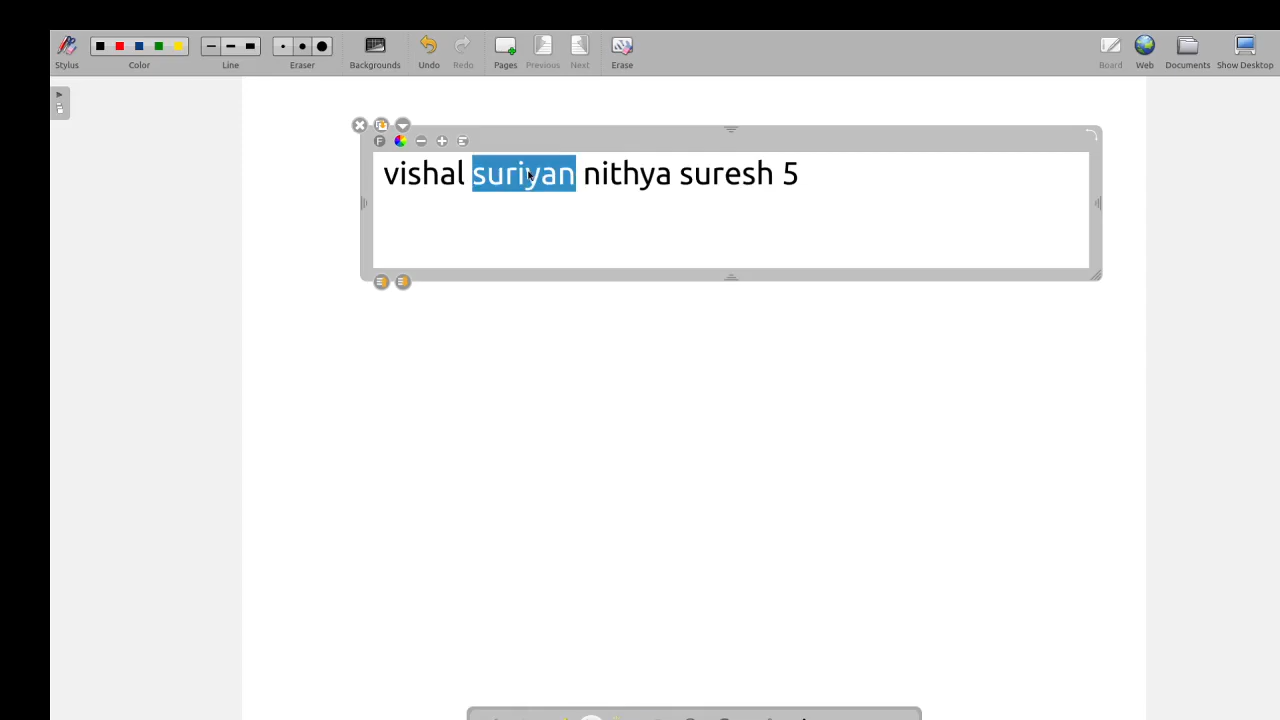 Stylus Color Line Eraser Backgrounds Undo Redo Pages Previous Next Erase Board Web Documents Show Desktop
F
vishal suriyan nithya suresh 5